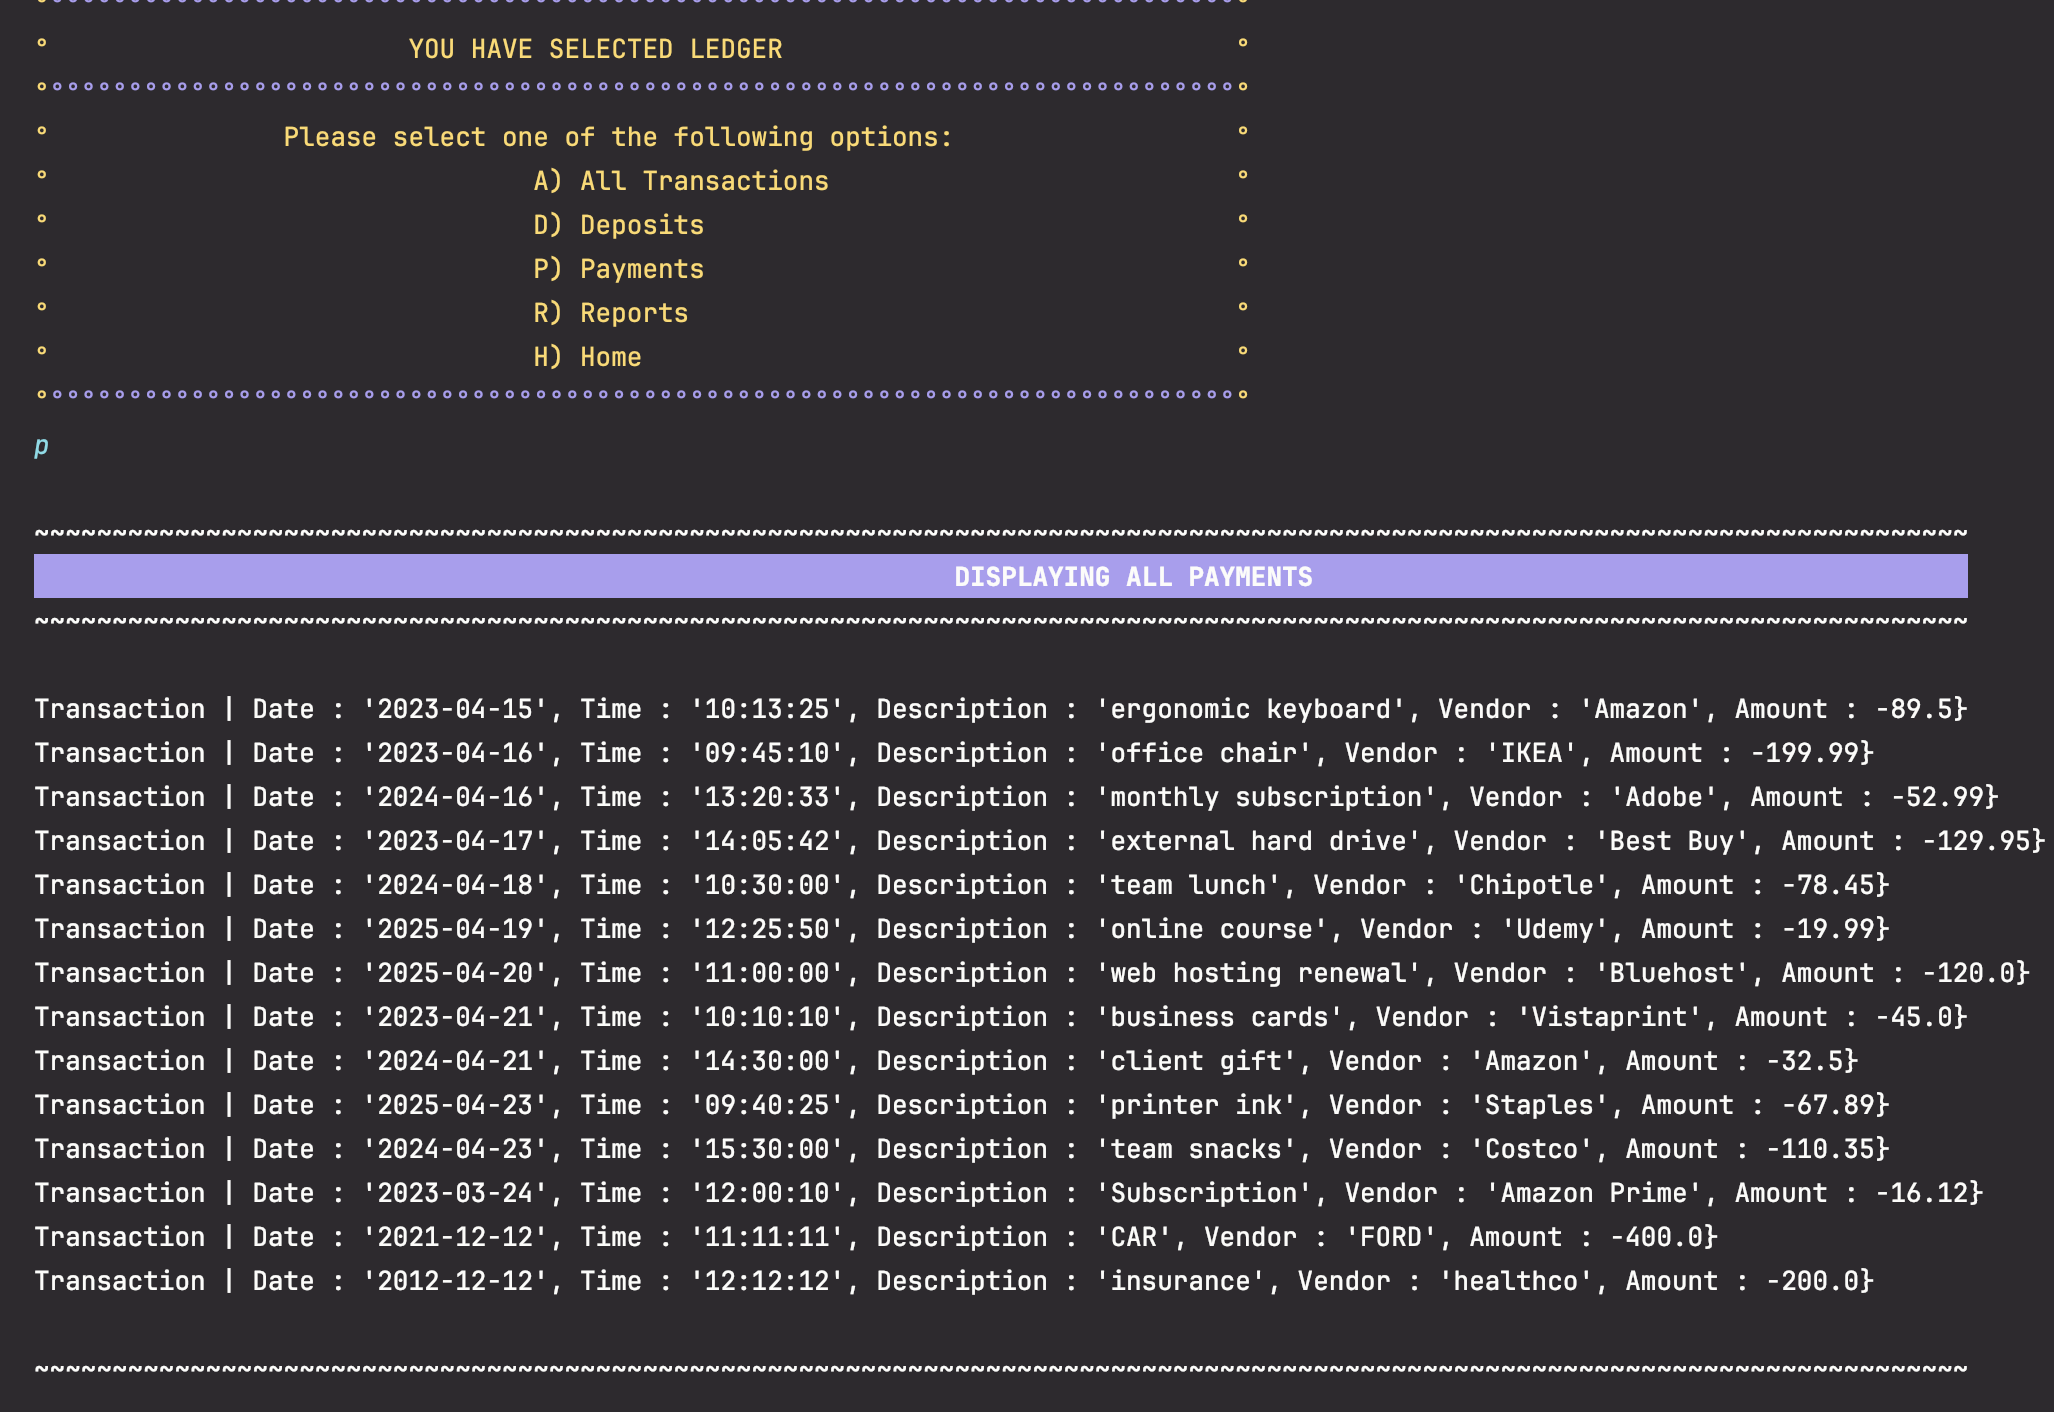 YOU HAVE SELECTED LEDGER
Please select one of the following options:
A) All Transactions
D) Deposits
P) Payments
R) Reports
H) Home
p
~~~~~~~~~~~~~~~~~~~~~~~~~~~~~~~~~~~~~~~~~~~~~~~~~~~~~~~~~~~~~~~~~~~~~~~~~~~~~~~~~~~~~~~~~~~~~~~~~~~~~~~~~~~~~~~~~~~~~~~~~~~~
DISPLAYING ALL PAYMENTS
~~~~~~~~~~~~~~~~~~~~~~~~~~~~~~~~~~~~~~~~~~~~~~~~~~~~~~~~~~~~~~~~~~~~~~~~~~~~~~~~~~~~~~~~~~~~~~~~~~~~~~~~~~~~~~~~~~~~~~~~~~~~
Transaction | Date : '2023-04-15', Time : '10:13:25', Description : 'ergonomic keyboard', Vendor : 'Amazon', Amount : -89.5}
Transaction | Date : '2023-04-16', Time : '09:45:10', Description : 'office chair', Vendor : 'IKEA', Amount : -199.99}
Transaction | Date : '2024-04-16', Time : '13:20:33', Description : 'monthly subscription', Vendor : 'Adobe', Amount : -52.99}
Transaction | Date : '2023-04-17', Time : '14:05:42', Description : 'external hard drive', Vendor : 'Best Buy', Amount : -129.95}
Transaction | Date : '2024-04-18', Time : '10:30:00', Description : 'team lunch', Vendor : 'Chipotle', Amount : -78.45}
Transaction | Date : '2025-04-19', Time : '12:25:50', Description : 'online course', Vendor : 'Udemy', Amount : -19.99}
Transaction | Date : '2025-04-20', Time : '11:00:00', Description : 'web hosting renewal', Vendor : 'Bluehost', Amount : -120.0}
Transaction | Date : '2023-04-21', Time : '10:10:10', Description : 'business cards', Vendor : 'Vistaprint', Amount : -45.0}
Transaction | Date : '2024-04-21', Time : '14:30:00', Description : 'client gift', Vendor : 'Amazon', Amount : -32.5}
Transaction | Date : '2025-04-23', Time : '09:40:25', Description : 'printer ink', Vendor : 'Staples', Amount : -67.89}
Transaction | Date : '2024-04-23', Time : '15:30:00', Description : 'team snacks', Vendor : 'Costco', Amount : -110.35}
Transaction | Date : '2023-03-24', Time : '12:00:10', Description : 'Subscription', Vendor : 'Amazon Prime', Amount : -16.12}
Transaction | Date : '2021-12-12', Time : '11:11:11', Description : 'CAR', Vendor : 'FORD', Amount : -400.0}
Transaction | Date : '2012-12-12', Time : '12:12:12', Description : 'insurance', Vendor : 'healthco', Amount : -200.0}
~~~~~~~~~~~~~~~~~~~~~~~~~~~~~~~~~~~~~~~~~~~~~~~~~~~~~~~~~~~~~~~~~~~~~~~~~~~~~~~~~~~~~~~~~~~~~~~~~~~~~~~~~~~~~~~~~~~~~~~~~~~~